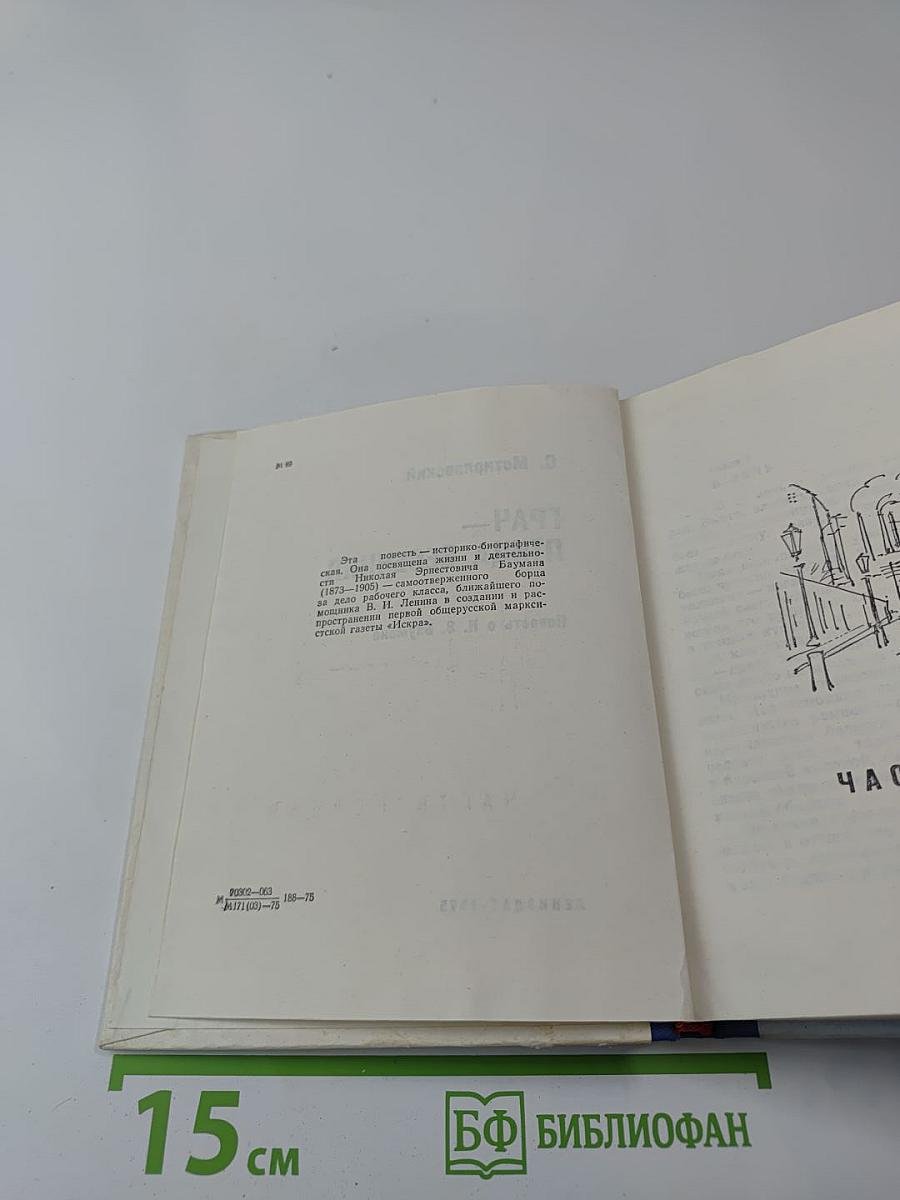 Эта повесть — историко-биографиче-
ская. Она посвящена жизни и деятельно-
сти Николая Эрнестовича Баумана
(1873—1905) — самоотверженного борца
за дело рабочего класса, ближайшего по-
мощника В. И. Ленина в создании и рас-
пространении первой общерусской маркси-
стской газеты «Искра».
М 70302—063
М171(03)—75 188—75
ЧАС
15 см
БФ БИБЛИОФАН